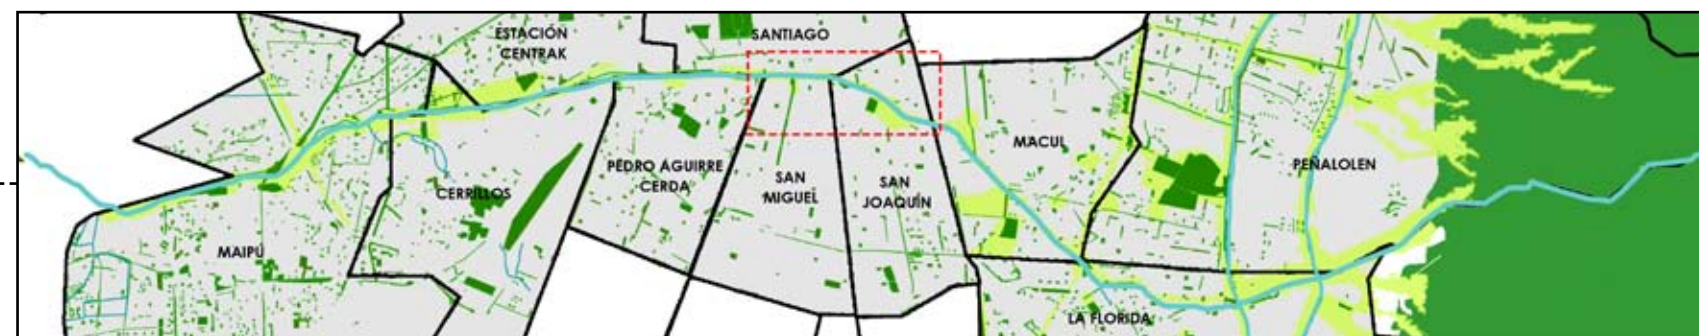 ESTACIÓN
CENTRAK
SANTIAGO
MACUL
PEÑALOLEN
PEDRO AGUIRRE
CERDA
CERRILLOS
SAN
MIGUEL
SAN
JOAQUÍN
MAIPÚ
LA FLORIDA